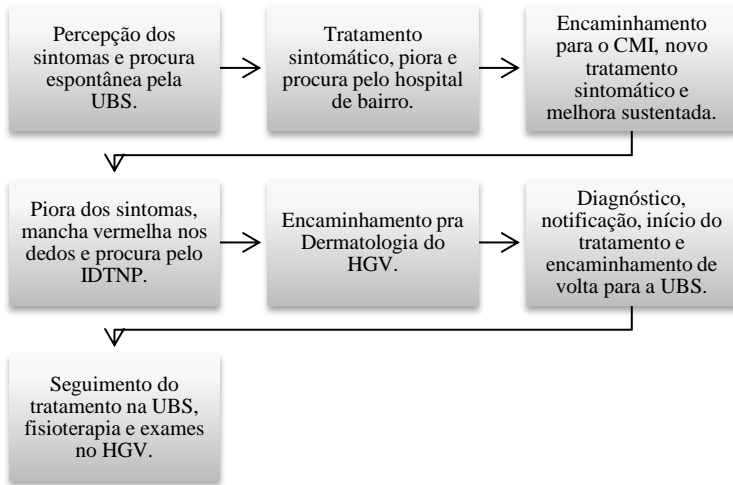 Percepção dos
sintomas e procura
espontânea pela
UBS.
Tratamento
sintomático, piora e
procura pelo hospital
de bairro.
Encaminhamento
para o CMI, novo
tratamento
sintomático e
melhora sustentada.
Piora dos sintomas,
mancha vermelha nos
dedos e procura pelo
IDTNP.
Encaminhamento pra
Dermatologia do
HGV.
Diagnóstico,
notificação, início do
tratamento e
encaminhamento de
volta para a UBS.
Seguimento do
tratamento na UBS,
fisioterapia e exames
no HGV.